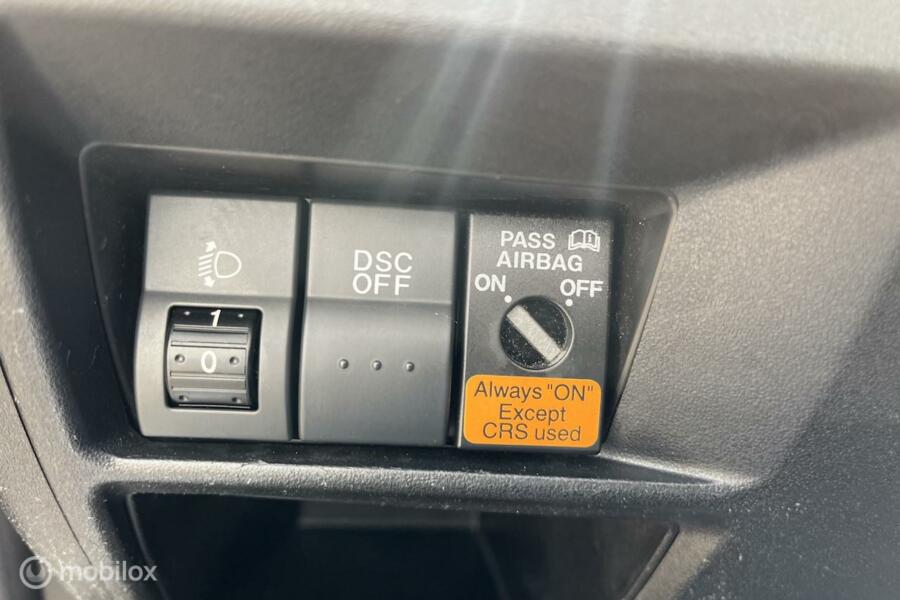 1
0
DSC
OFF
PASS
AIRBAG
ON OFF
Always "ON"
Except
CRS used
mobilox